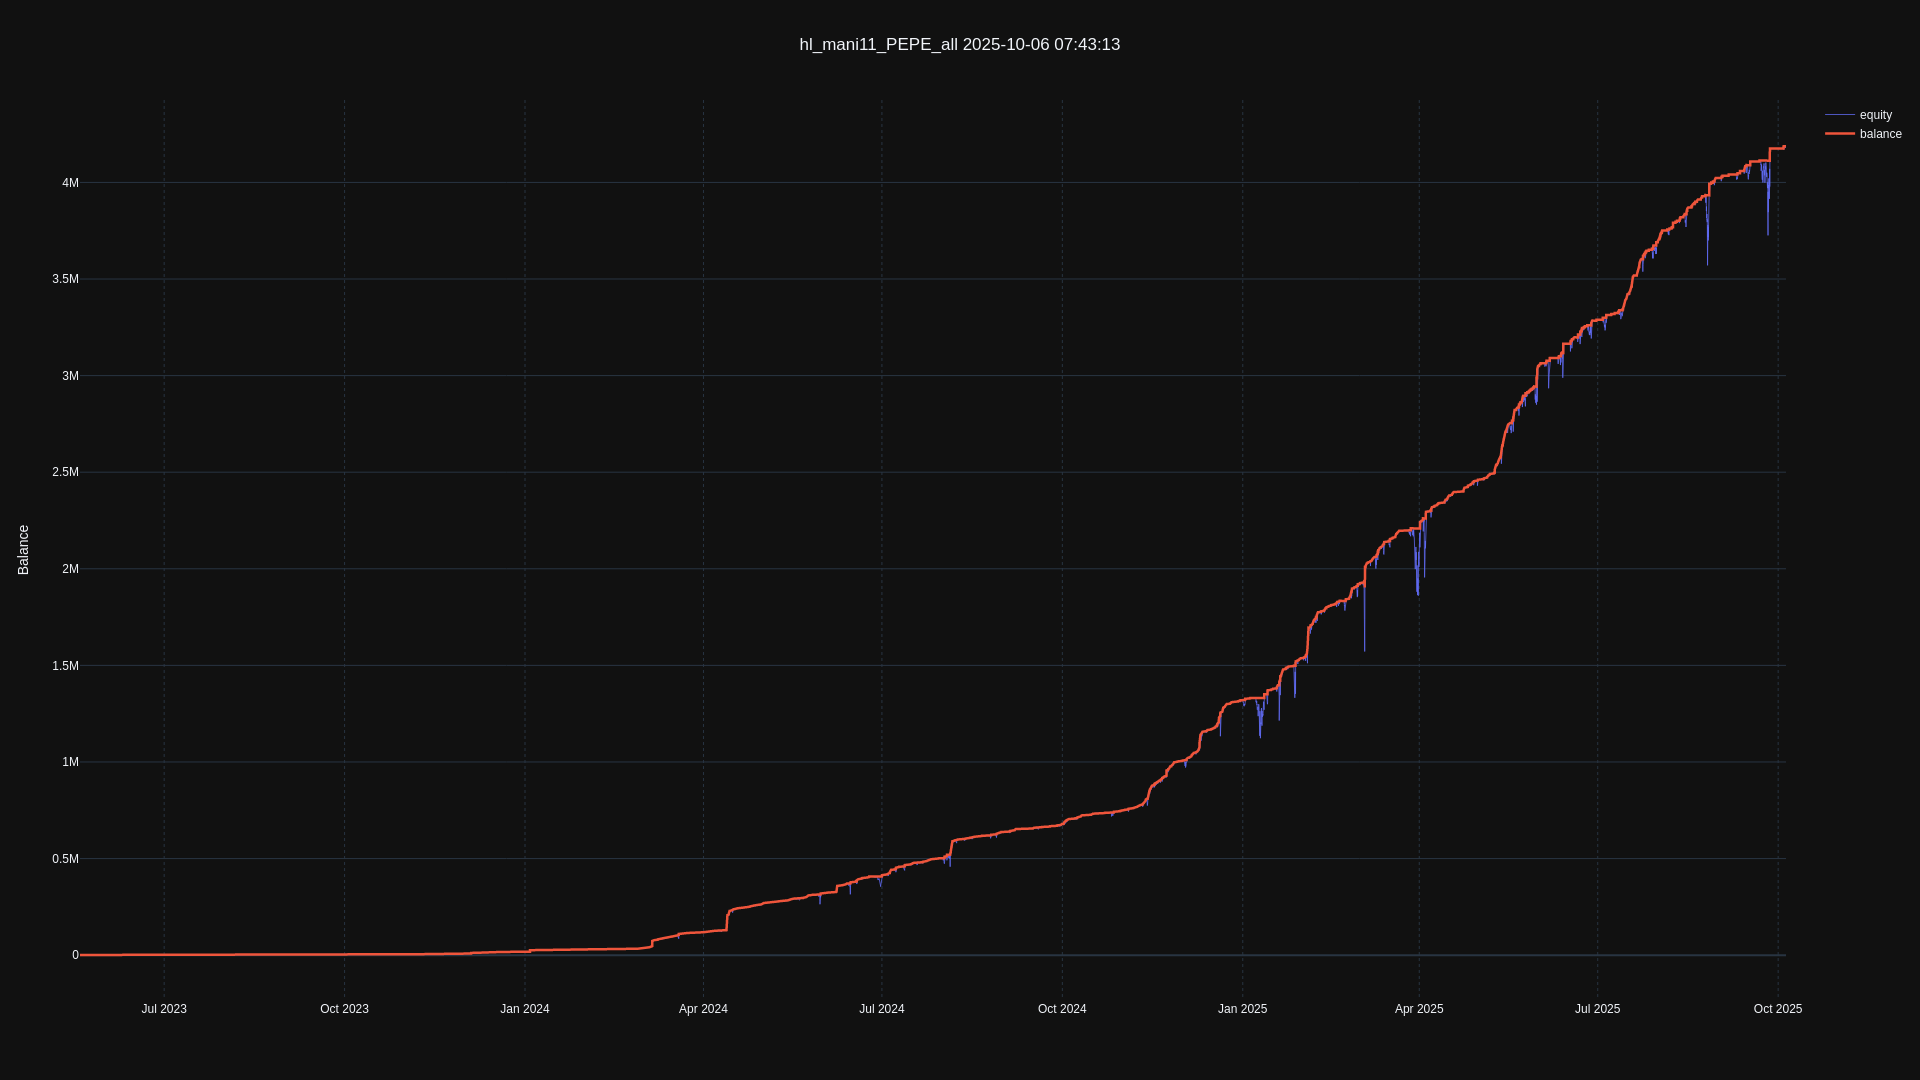 hl_mani11_PEPE_all 2025-10-06 07:43:13
equity
balance
4M
3.5M
3M
2.5M
2M
1.5M
1M
0.5M
0
Balance
Jul 2023
Oct 2023
Jan 2024
Apr 2024
Jul 2024
Oct 2024
Jan 2025
Apr 2025
Jul 2025
Oct 2025